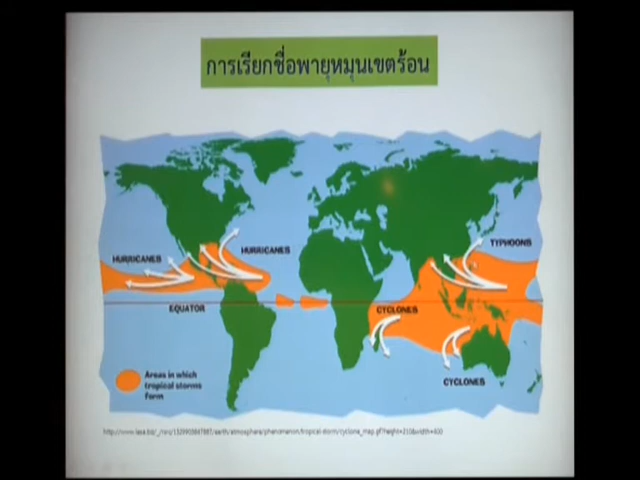 การเรียกชื่อพายุหมุนเขตร้อน
TYPHOONS
HURRICANES
HURRICANES
EQUATOR
CYCLONES
CYCLONES
Areas in which
tropical storms
form